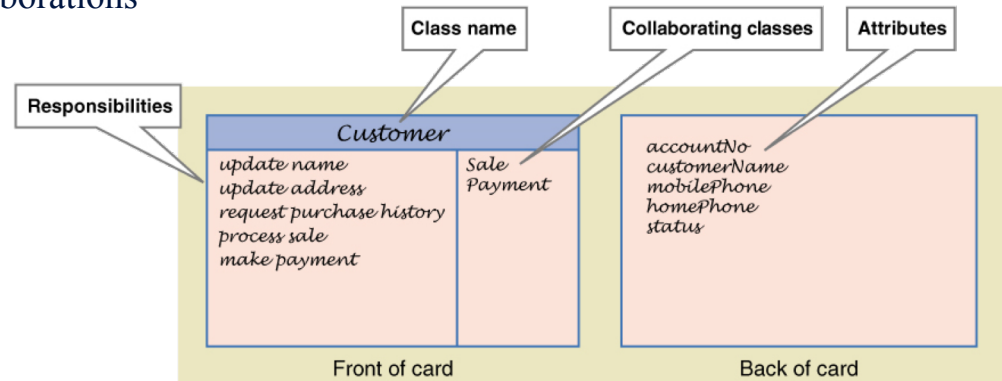 Class name
Collaborating classes
Attributes
Responsibilities
Customer
update name
update address
request purchase history
process sale
make payment
Sale
Payment
accountNo
customerName
mobilePhone
homePhone
status
Front of card
Back of card